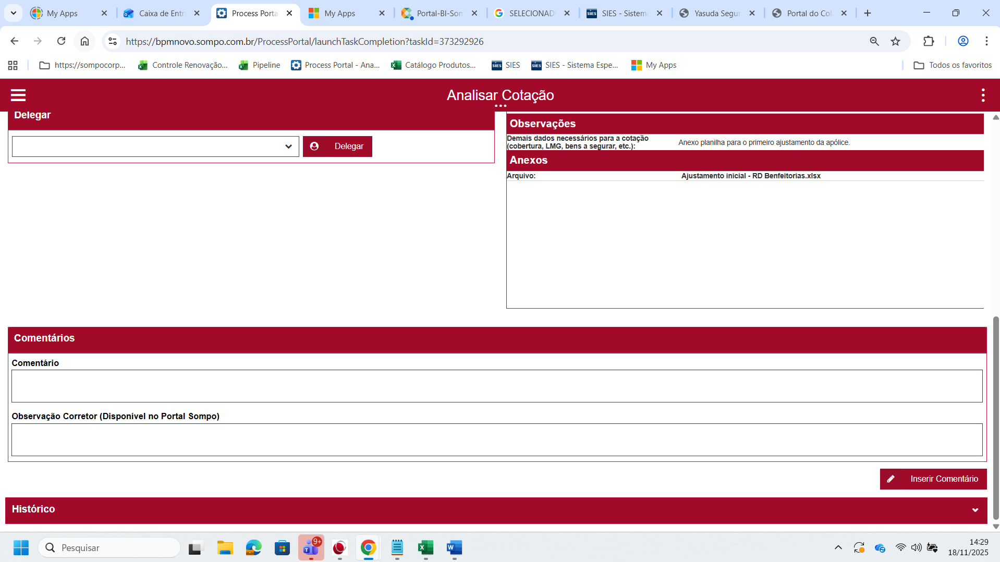 My Apps
Caixa de Entr
Process Porta
My Apps
Portal-BI-Som
SELECIONAD
SIES - Sistema
Yasuda Segur
Portal do Col
https://bpmnovo.sompo.com.br/ProcessPortal/launchTaskCompletion?taskId=373292926
https://sompocorp...
Controle Renovação...
Pipeline
Process Portal - Ana...
Catálogo Produtos...
SIES
SIES - Sistema Espe...
My Apps
Todos os favoritos
Analisar Cotação
Delegar
Delegar
Observações
Demais dados necessários para a cotação
(cobertura, LMG, bens a segurar, etc.):
Anexo planilha para o primeiro ajustamento da apólice.
Anexos
Arquivo:
Ajustamento inicial - RD Benfeitorias.xlsx
Comentários
Comentário
Observação Corretor (Disponível no Portal Sompo)
Inserir Comentário
Histórico
Pesquisar
9+
14:29
18/11/2025